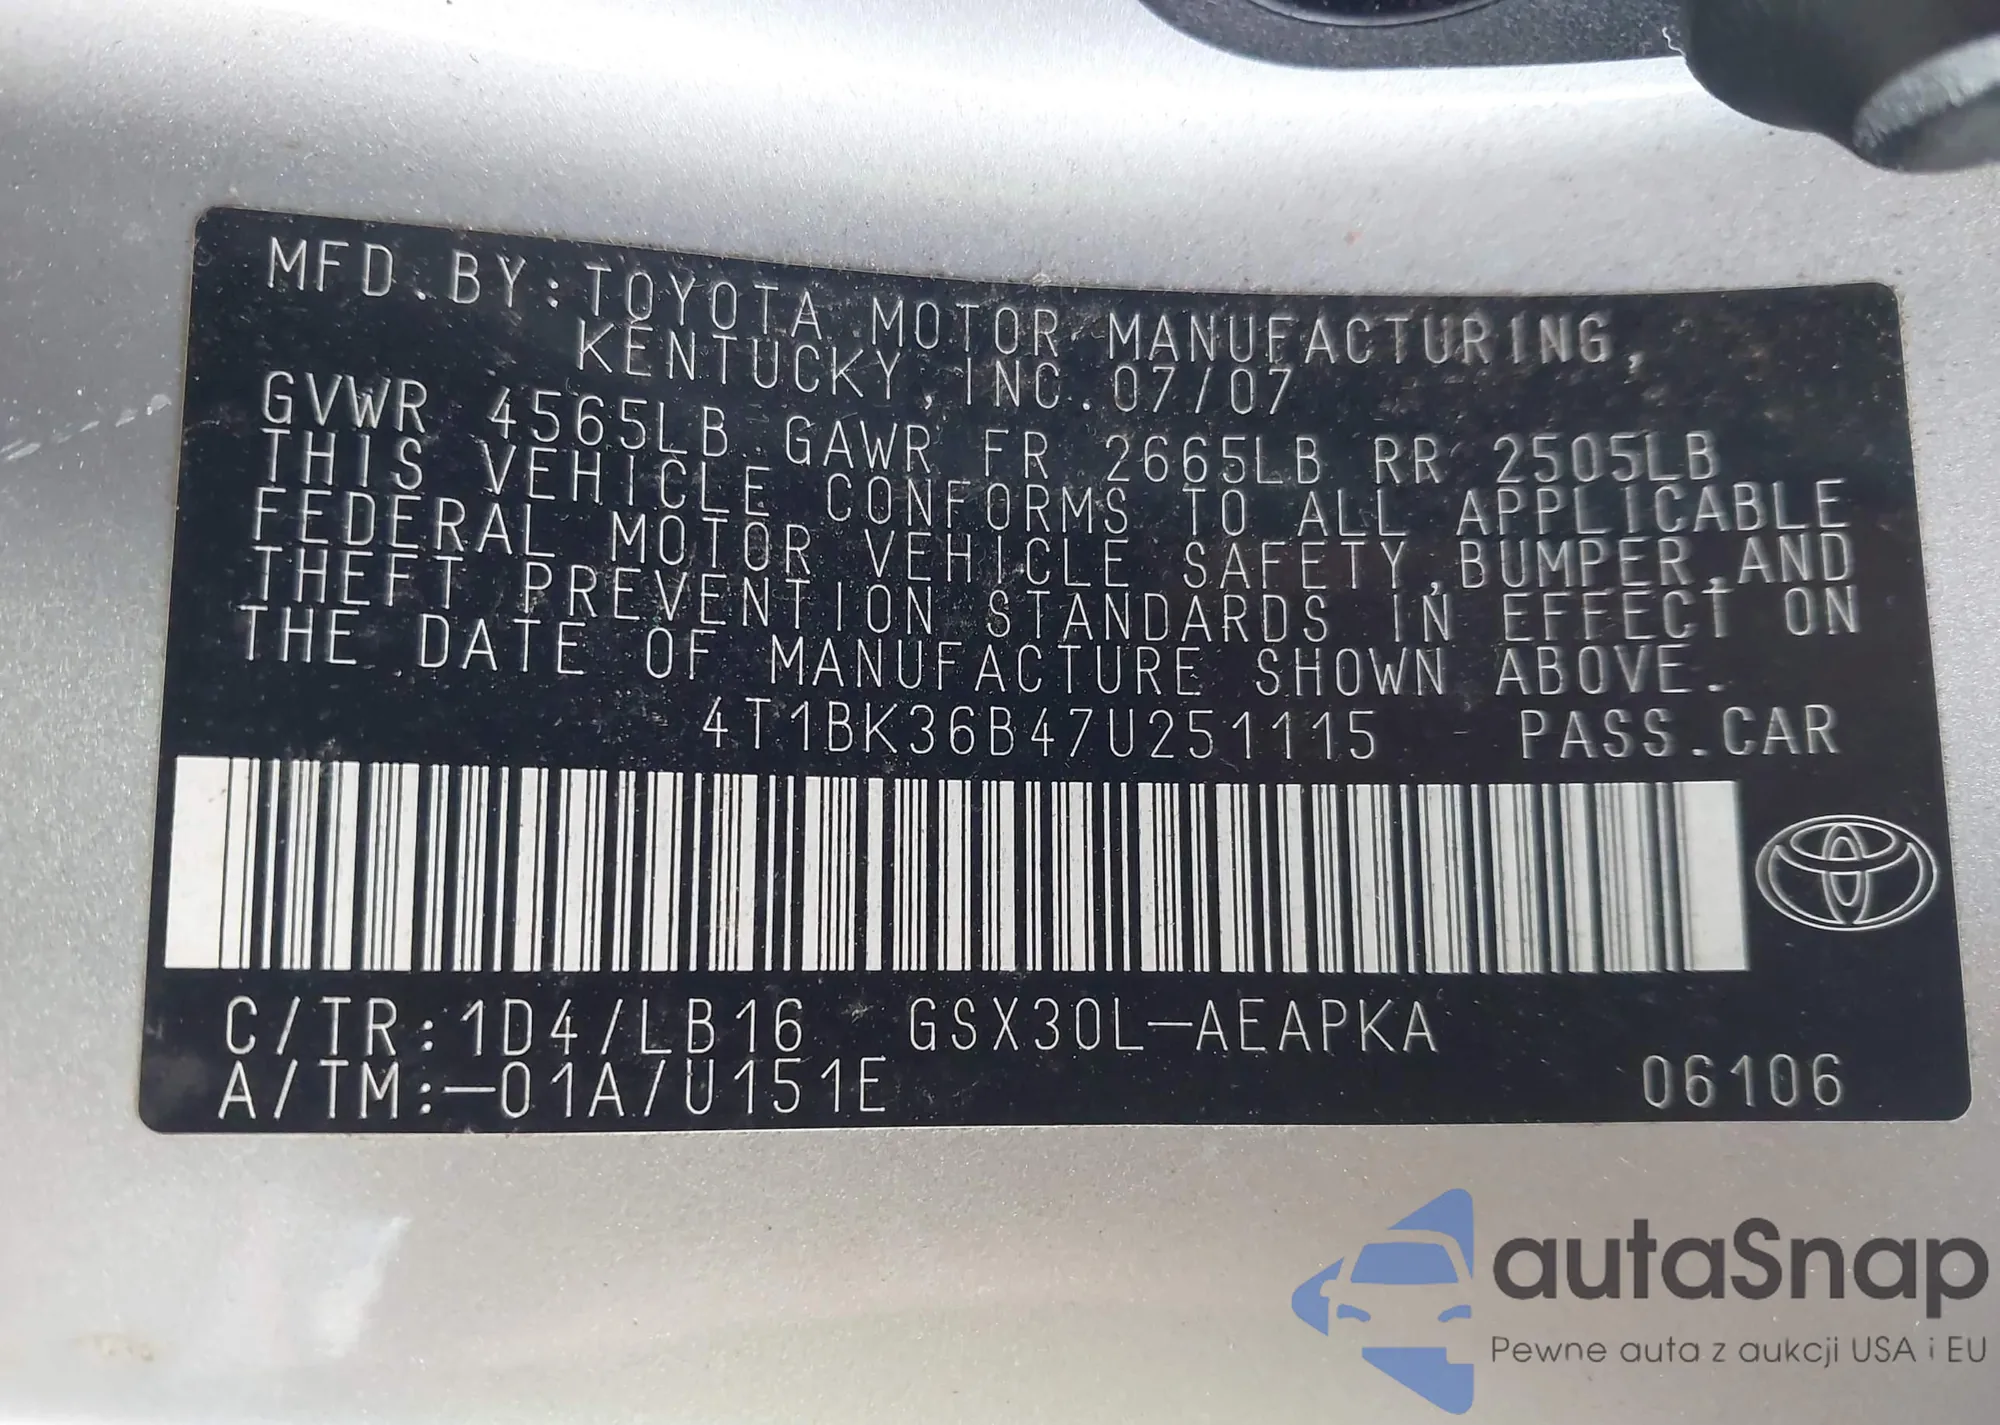 MFD.BY:TOYOTA MOTOR MANUFACTURING,
KENTUCKY,INC.07/07
GVWR 4565LB GAWR FR 2665LB RR 2505LB
THIS VEHICLE CONFORMS TO ALL APPLICABLE
FEDERAL MOTOR VEHICLE SAFETY,BUMPER,AND
THEFT PREVENTION STANDARDS IN EFFECT ON
THE DATE OF MANUFACTURE SHOWN ABOVE.
4T1BK36B47U251115 PASS.CAR
C/TR:1D4/LB16 GSX30L-AEAPKA
A/TM:-01A/U151E 06106
autaSnap
Pewne auta z aukcji USA i EU